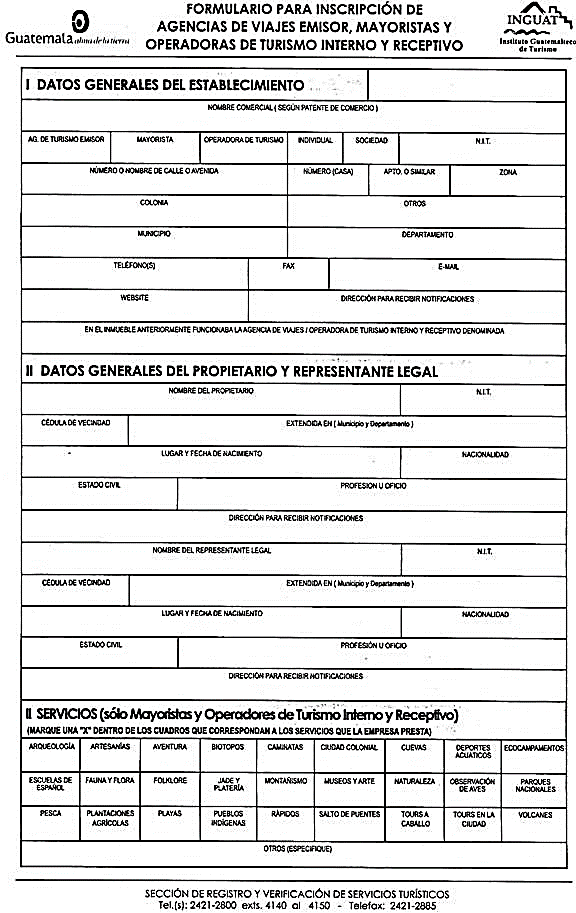 FORMULARIO PARA INSCRIPCIÓN DE
AGENCIAS DE VIAJES EMISOR, MAYORISTAS Y
OPERADORAS DE TURISMO INTERNO Y RECEPTIVO
Guatemala alma de la tierra
INGUAT
Instituto Guatemalteco
de Turismo
I DATOS GENERALES DEL ESTABLECIMIENTO
NOMBRE COMERCIAL ( SEGÚN PATENTE DE COMERCIO )
AG. DE TURISMO EMISOR MAYORISTA OPERADORA DE TURISMO INDIVIDUAL SOCIEDAD N.I.T.
NÚMERO O NOMBRE DE CALLE O AVENIDA NÚMERO (CASA) APTO. O SIMILAR ZONA
COLONIA OTROS
MUNICIPIO DEPARTAMENTO
TELÉFONO(S) FAX E-MAIL
WEBSITE DIRECCIÓN PARA RECIBIR NOTIFICACIONES
EN EL INMUEBLE ANTERIORMENTE FUNCIONABA LA AGENCIA DE VIAJES / OPERADORA DE TURISMO INTERNO Y RECEPTIVO DENOMINADA
II DATOS GENERALES DEL PROPIETARIO Y REPRESENTANTE LEGAL
NOMBRE DEL PROPIETARIO N.I.T.
CÉDULA DE VECINDAD EXTENDIDA EN ( Municipio y Departamento )
LUGAR Y FECHA DE NACIMIENTO NACIONALIDAD
ESTADO CIVIL PROFESIÓN U OFICIO
DIRECCIÓN PARA RECIBIR NOTIFICACIONES
NOMBRE DEL REPRESENTANTE LEGAL N.I.T.
CÉDULA DE VECINDAD EXTENDIDA EN ( Municipio y Departamento )
LUGAR Y FECHA DE NACIMIENTO NACIONALIDAD
ESTADO CIVIL PROFESIÓN U OFICIO
DIRECCIÓN PARA RECIBIR NOTIFICACIONES
II SERVICIOS (sólo Mayoristas y Operadores de Turismo Interno y Receptivo)
(MARQUE UNA "X" DENTRO DE LOS CUADROS QUE CORRESPONDAN A LOS SERVICIOS QUE LA EMPRESA PRESTA)
ARQUEOLOGÍA ARTESANÍAS AVENTURA BIOTOPOS CAMINATAS CIUDAD COLONIAL CUEVAS DEPORTES ACUÁTICOS ECOCAMPAMENTOS
ESCUELAS DE ESPAÑOL FAUNA Y FLORA FOLKLORE JADE Y PLATERÍA MONTAÑISMO MUSEOS Y ARTE NATURALEZA OBSERVACIÓN DE AVES PARQUES NACIONALES
PESCA PLANTACIONES AGRÍCOLAS PLAYAS PUEBLOS INDÍGENAS RÁPIDOS SALTO DE PUENTES TOURS A CABALLO TOURS EN LA CIUDAD VOLCANES
OTROS (ESPECIFIQUE)
SECCIÓN DE REGISTRO Y VERIFICACIÓN DE SERVICIOS TURÍSTICOS
Tel.(s): 2421-2800 exts. 4140 al 4150 - Telefax: 2421-2885